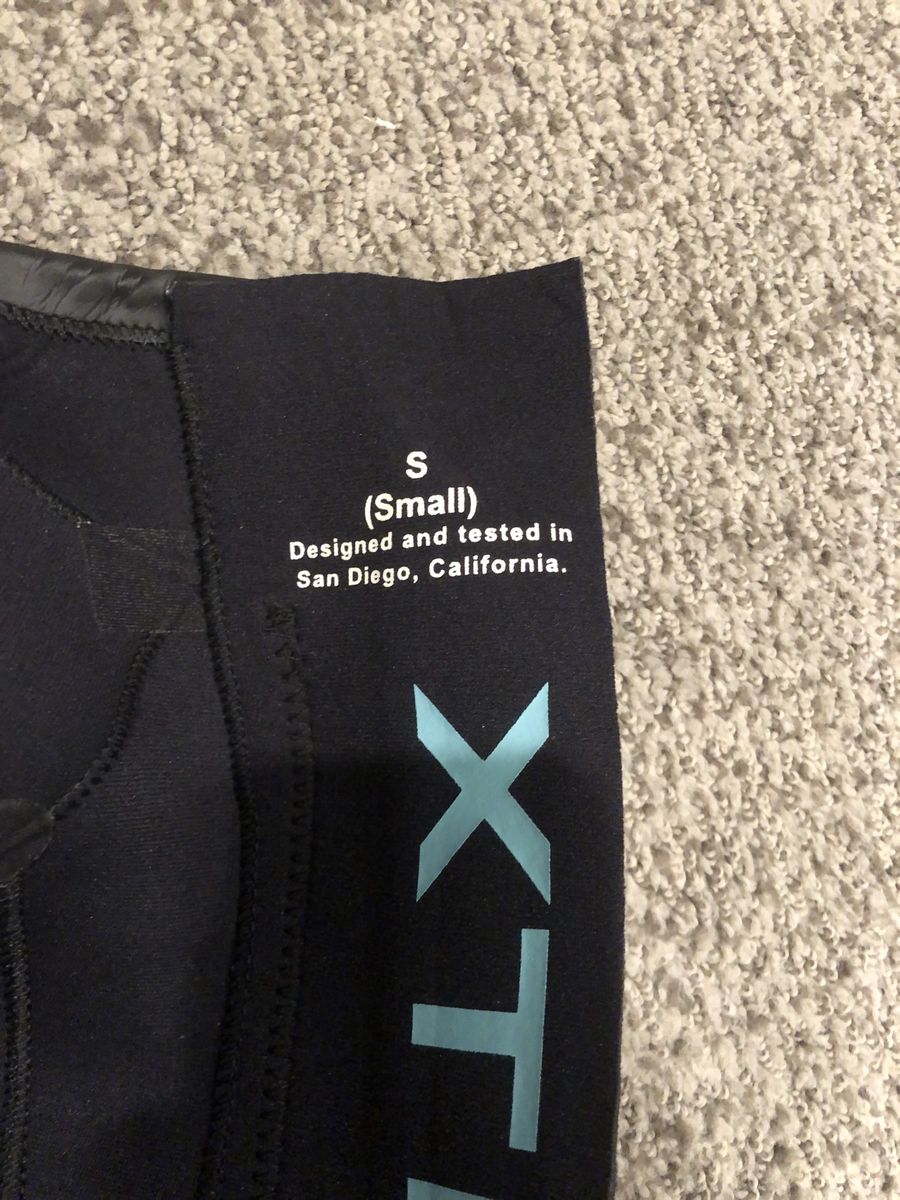 S
(Small)
Designed and tested in
San Diego, California.
XT